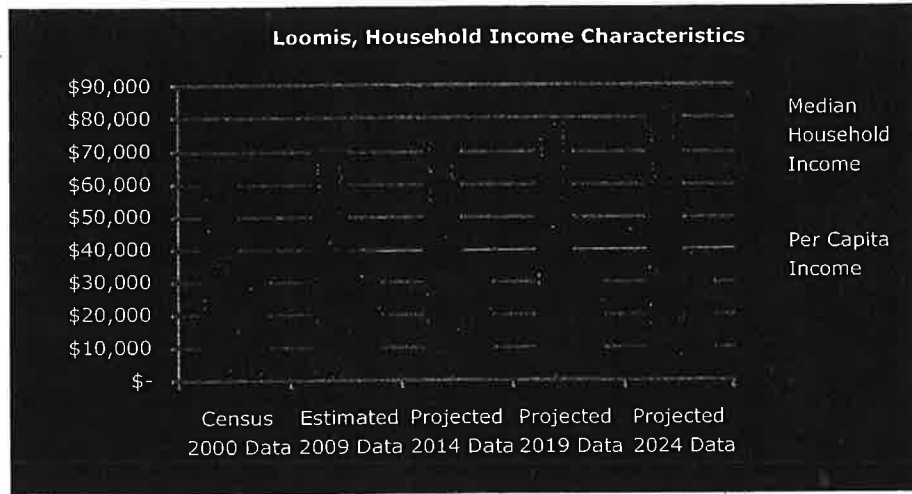 Loomis, Household Income Characteristics
$90,000
$80,000
$70,000
$60,000
$50,000
$40,000
$30,000
$20,000
$10,000
$-
Census
2000 Data
Estimated
2009 Data
Projected
2014 Data
Projected
2019 Data
Projected
2024 Data
Median
Household
Income
Per Capita
Income